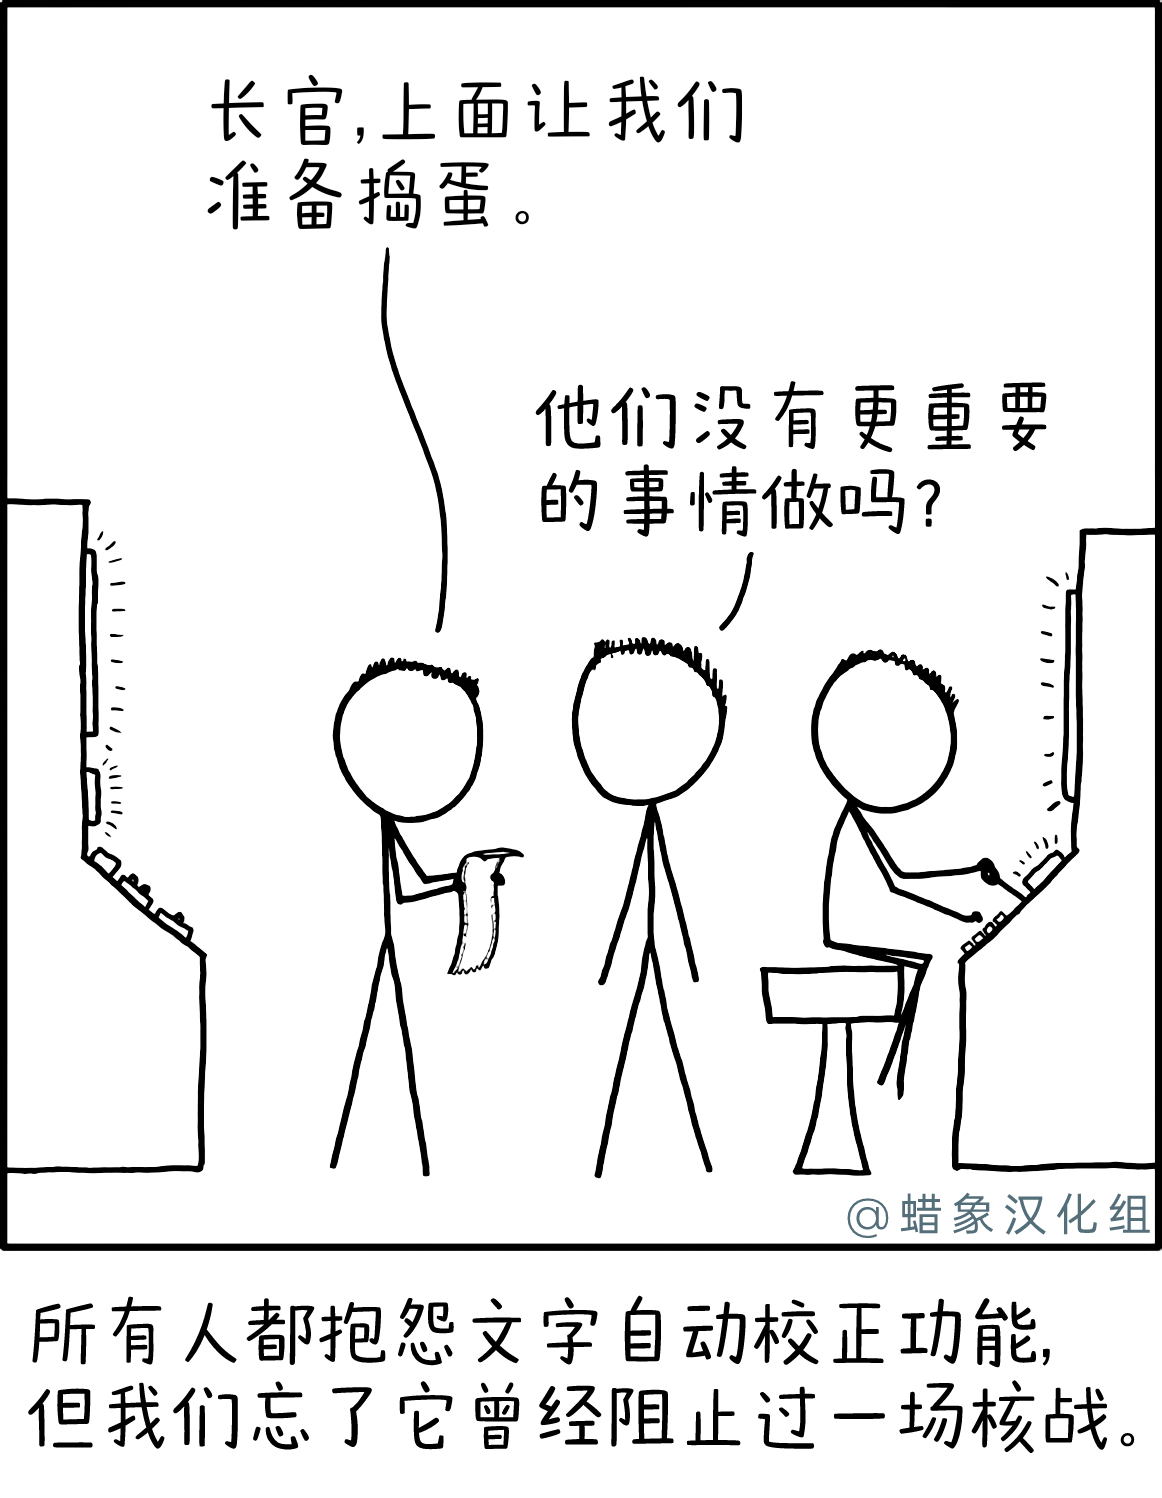 长官,上面让我们
准备捣蛋。
他们没有更重要
的事情做吗?
@蜡象汉化组
所有人都抱怨文字自动校正功能,
但我们忘了它曾经阻止过一场核战。